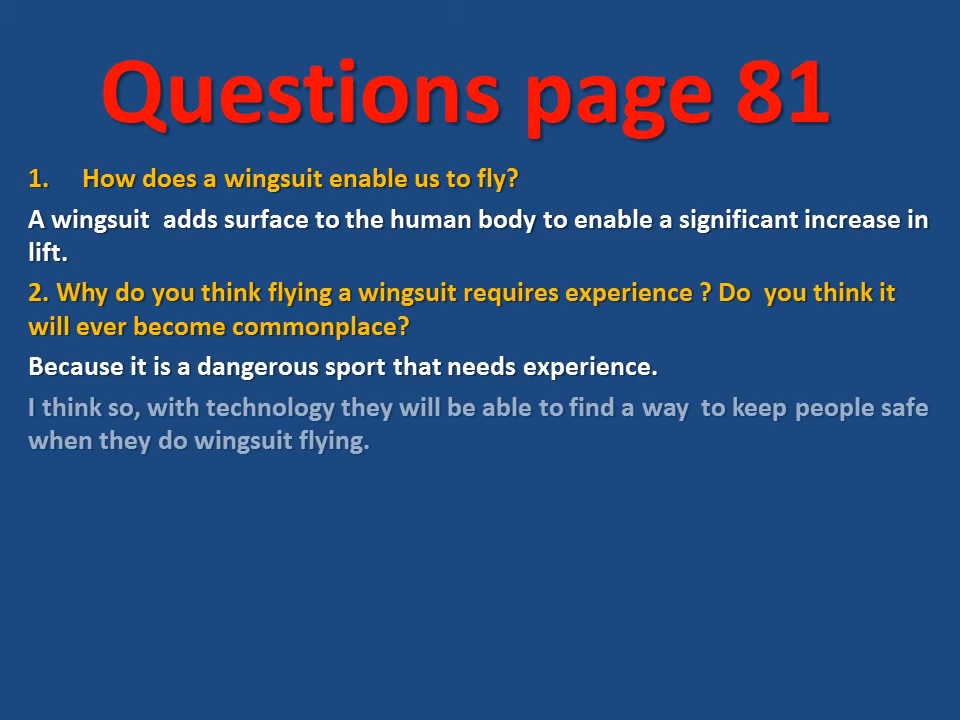 Questions page 81
1. How does a wingsuit enable us to fly?
A wingsuit  adds surface to the human body to enable a significant increase in
lift.
2. Why do you think flying a wingsuit requires experience ? Do  you think it
will ever become commonplace?
Because it is a dangerous sport that needs experience.
I think so, with technology they will be able to find a way  to keep people safe
when they do wingsuit flying.